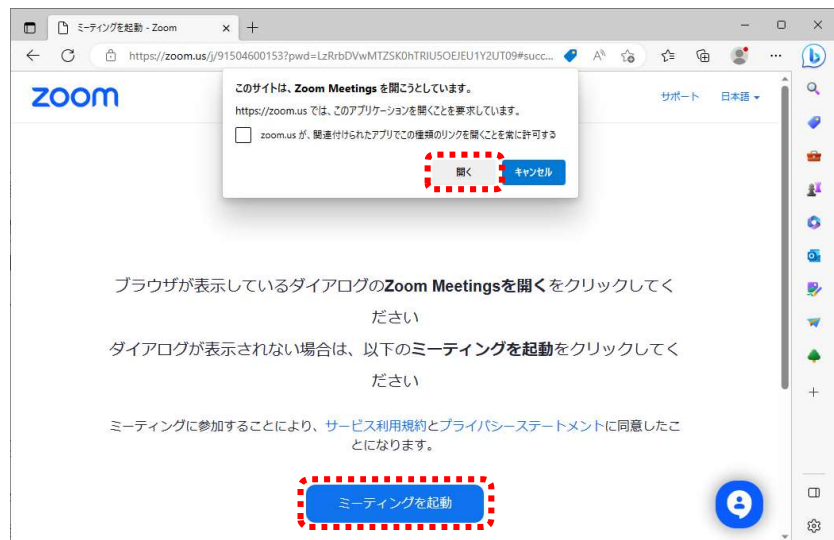 ミーティングを起動 - Zoom
https://zoom.us/j/91504600153?pwd=LzRrbDVwMTZSK0hTRIU5OEJEU1Y2UT09#succ...
zoom
サポート 日本語
このサイトは、Zoom Meetings を開こうとしています。
https://zoom.us では、このアプリケーションを開くことを要求しています。
zoom.us が、関連付けられたアプリでこの種類のリンクを開くことを常に許可する
開く キャンセル
ブラウザが表示しているダイアログのZoom Meetingsを開くをクリックしてく
ださい
ダイアログが表示されない場合は、以下のミーティングを起動をクリックしてく
ださい
ミーティングに参加することにより、サービス利用規約とプライバシーステートメントに同意したこ
とになります。
ミーティングを起動